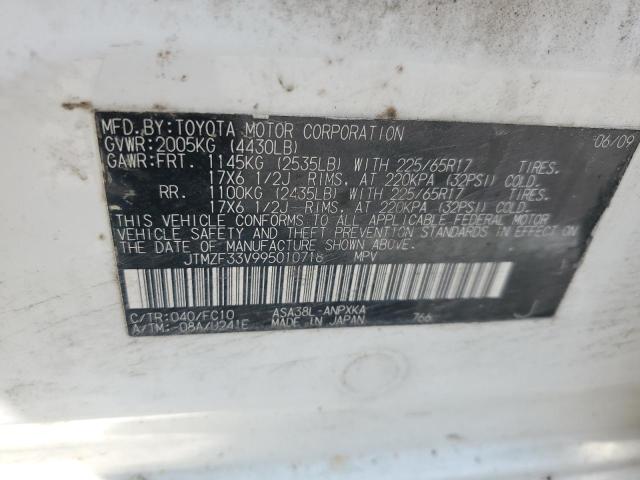 MFD.BY:TOYOTA MOTOR CORPORATION 06/09
GVWR:2005KG (4430LB)
GAWR:FRT. 1145KG (2535LB) WITH 225/65R17 TIRES.
17X6 1/2J RIMS, AT 220KPA (32PSI) COLD.
RR. 1100KG (2435LB) WITH 225/65R17 TIRES.
17X6 1/2J RIMS, AT 220KPA (32PSI) COLD.
THIS VEHICLE CONFORMS TO ALL APPLICABLE FEDERAL MOTOR
VEHICLE SAFETY AND THEFT PREVENTION STANDARDS IN EFFECT ON
THE DATE OF MANUFACTURE SHOWN ABOVE.
JTMZF33V995010718 MPV
C/TR:040/FC10 ASA38L-ANPXKA
A/TM:-08A/U241E MADE IN JAPAN 766 J